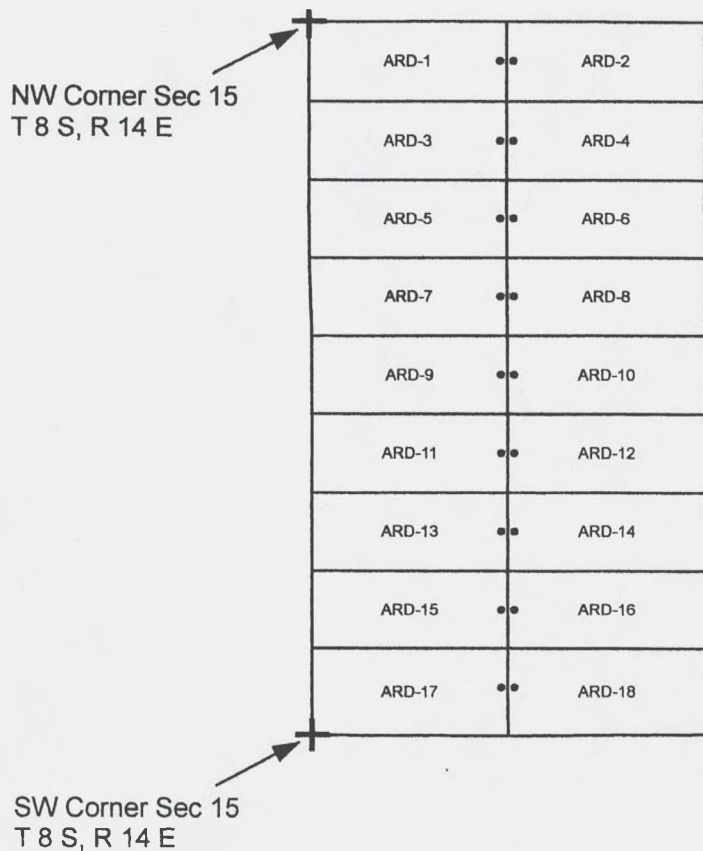 NW Corner Sec 15
T 8 S, R 14 E
ARD-1 ARD-2
ARD-3 ARD-4
ARD-5 ARD-6
ARD-7 ARD-8
ARD-9 ARD-10
ARD-11 ARD-12
ARD-13 ARD-14
ARD-15 ARD-16
ARD-17 ARD-18
SW Corner Sec 15
T 8 S, R 14 E